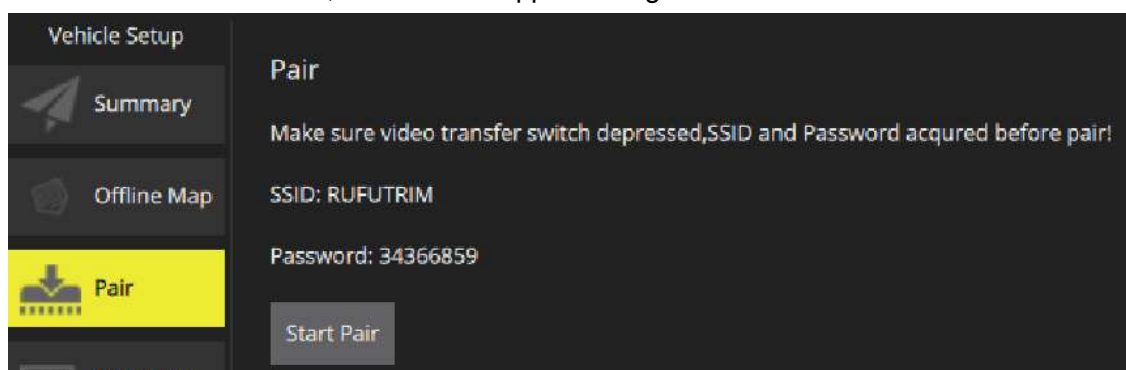 Vehicle Setup
Summary
Offline Map
Pair
Pair
Make sure video transfer switch depressed,SSID and Password acqured before pair!
SSID: RUFUTRIM
Password: 34366859
Start Pair